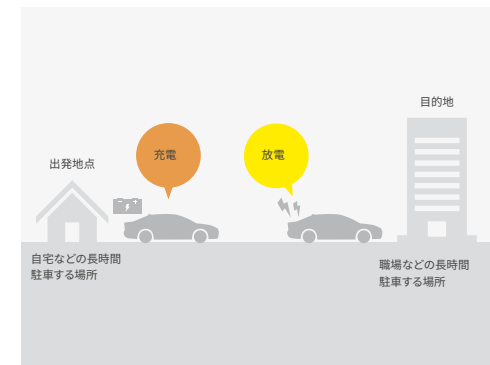 目的地
充電
放電
出発地点
自宅などの長時間
駐車する場所
職場などの長時間
駐車する場所